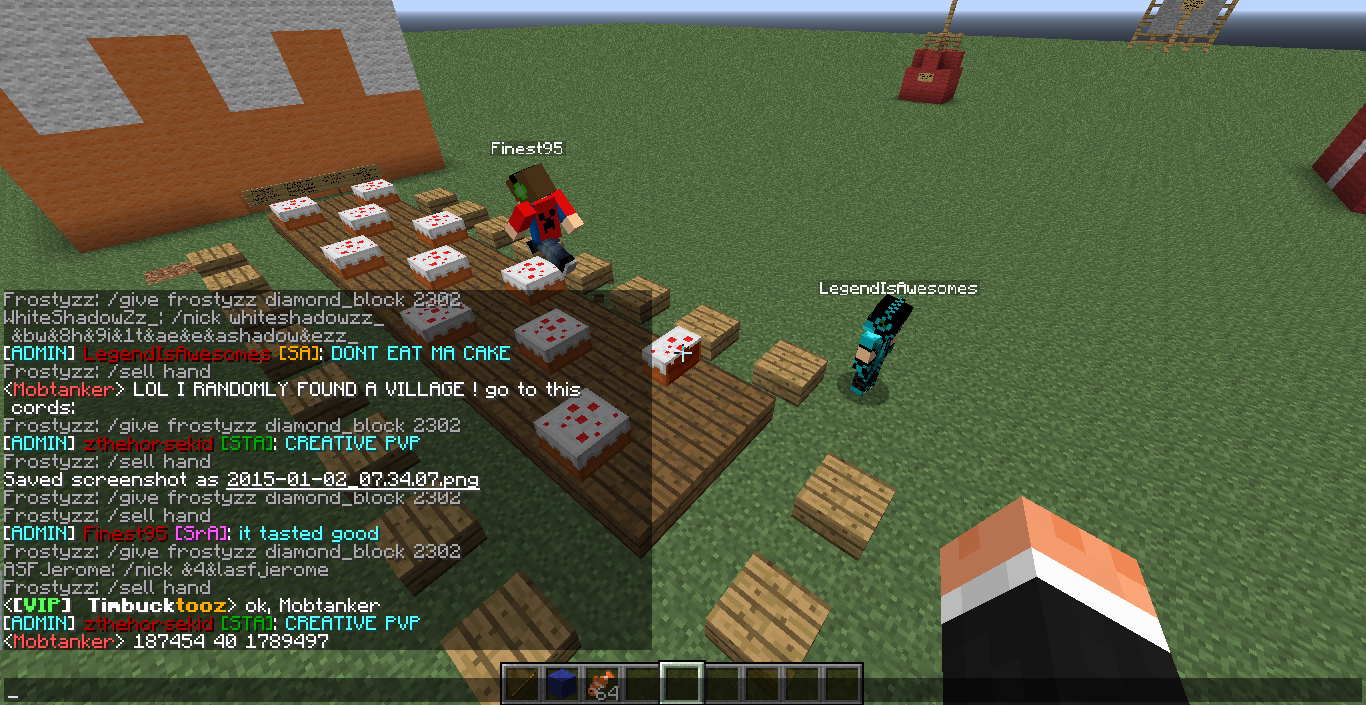 Finest95
LegendIsAwesomes
Frostyzz: /give frostyzz diamond_block 2302
WhiteShadowZz_: /nick whiteshadowzz_
&bw&8h&9i&1t&ae&e&ashadow&ezz_
[ADMIN] LegendIsAwesomes [SA]: DONT EAT MA CAKE
Frostyzz: /sell hand
<Mobtanker> LOL I RANDOMLY FOUND A VILLAGE ! go to this
cords:
Frostyzz: /give frostyzz diamond_block 2302
[ADMIN] zthehorsekid [STA]: CREATIVE PVP
Frostyzz: /sell hand
Saved screenshot as 2015-01-02_07.34.07.png
Frostyzz: /give frostyzz diamond_block 2302
Frostyzz: /sell hand
[ADMIN] Finest95 [SrA]: it tasted good
Frostyzz: /give frostyzz diamond_block 2302
ASFJerome: /nick &4&lasfjerome
Frostyzz: /sell hand
<[VIP] Timbucktooz> ok, Mobtanker
[ADMIN] zthehorsekid [STA]: CREATIVE PVP
<Mobtanker> 187454 40 1789497
64
_